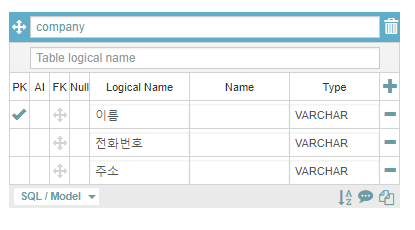 company
Table logical name
PK AI FK Null Logical Name Name Type
이름 VARCHAR
전화번호 VARCHAR
주소 VARCHAR
SQL / Model